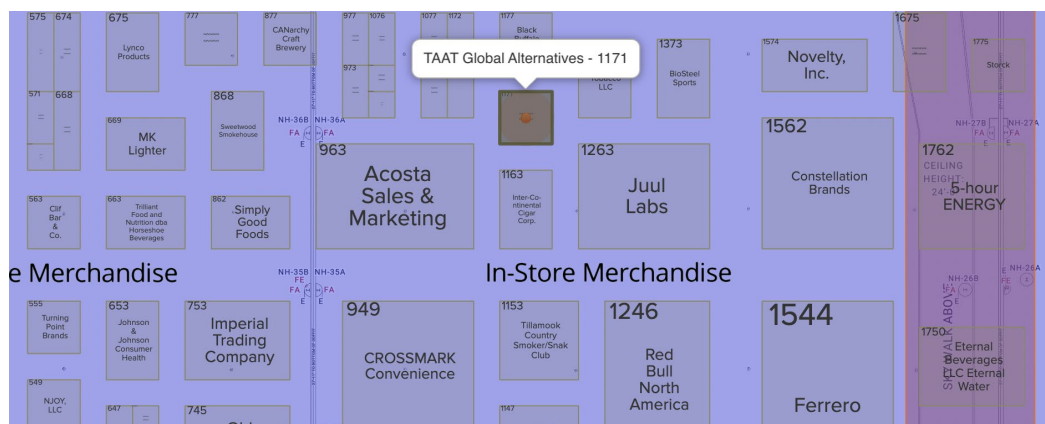 575 674
675
Lynco
Products
777
877
CANarchy
Craft
Brewery
977 1076
1077 1172
1177
Black
1373
BioSteel
Sports
1574
Novelty,
Inc.
1675
1775
Storck
TAAT Global Alternatives - 1171
973
LLC
571 668
669
MK
Lighter
868
Sweetwood
Smokehouse
NH-36B NH-36A
FA FA
E
963
Acosta
Sales &
Marketing
1163
Inter-Co-
ntinental
Cigar
Corp.
1263
Juul
Labs
1562
Constellation
Brands
NH-27B NH-27A
FA FA
E E
1762
CEILING
HEIGHT:
5-hour
ENERGY
563
Clif
Bar
&
Co.
663
Trilliant
Food and
Nutrition dba
Horseshoe
Beverages
862
Simply
Good
Foods
e Merchandise
NH-35B NH-35A
FE
FA FA
E
In-Store Merchandise
NH-26B
FA
E
NH-26A
E
FE
FA
E
555
Turning
Point
Brands
653
Johnson
&
Johnson
Consumer
Health
753
Imperial
Trading
Company
949
CROSSMARK
Convenience
1153
Tillamook
Country
Smoker/Snak
Club
1246
Red
Bull
North
America
1544
Ferrero
1750
Eternal
Beverages
LLC Eternal
Water
SKYWALK ABOVE
549
NJOY,
LLC
647
745
1147